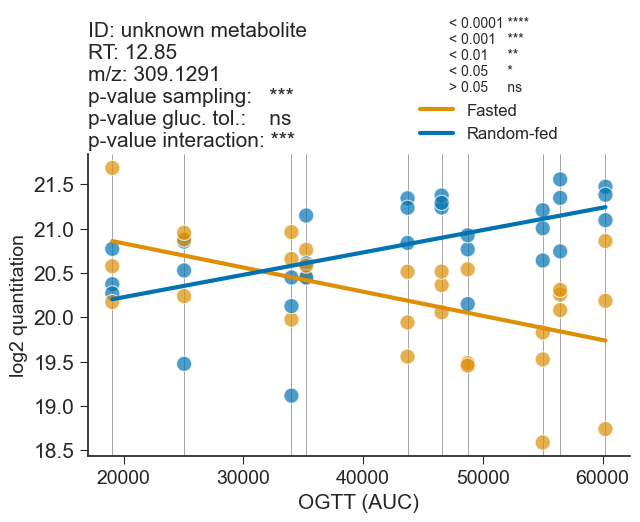 ID: unknown metabolite
RT: 12.85
m/z: 309.1291
p-value sampling: ***
p-value gluc. tol.: ns
p-value interaction: ***
< 0.0001 ****
< 0.001 ***
< 0.01 **
< 0.05 *
> 0.05 ns
Fasted
Random-fed
log2 quantitation
21.5
21.0
20.5
20.0
19.5
19.0
18.5
20000 30000 40000 50000 60000
OGTT (AUC)